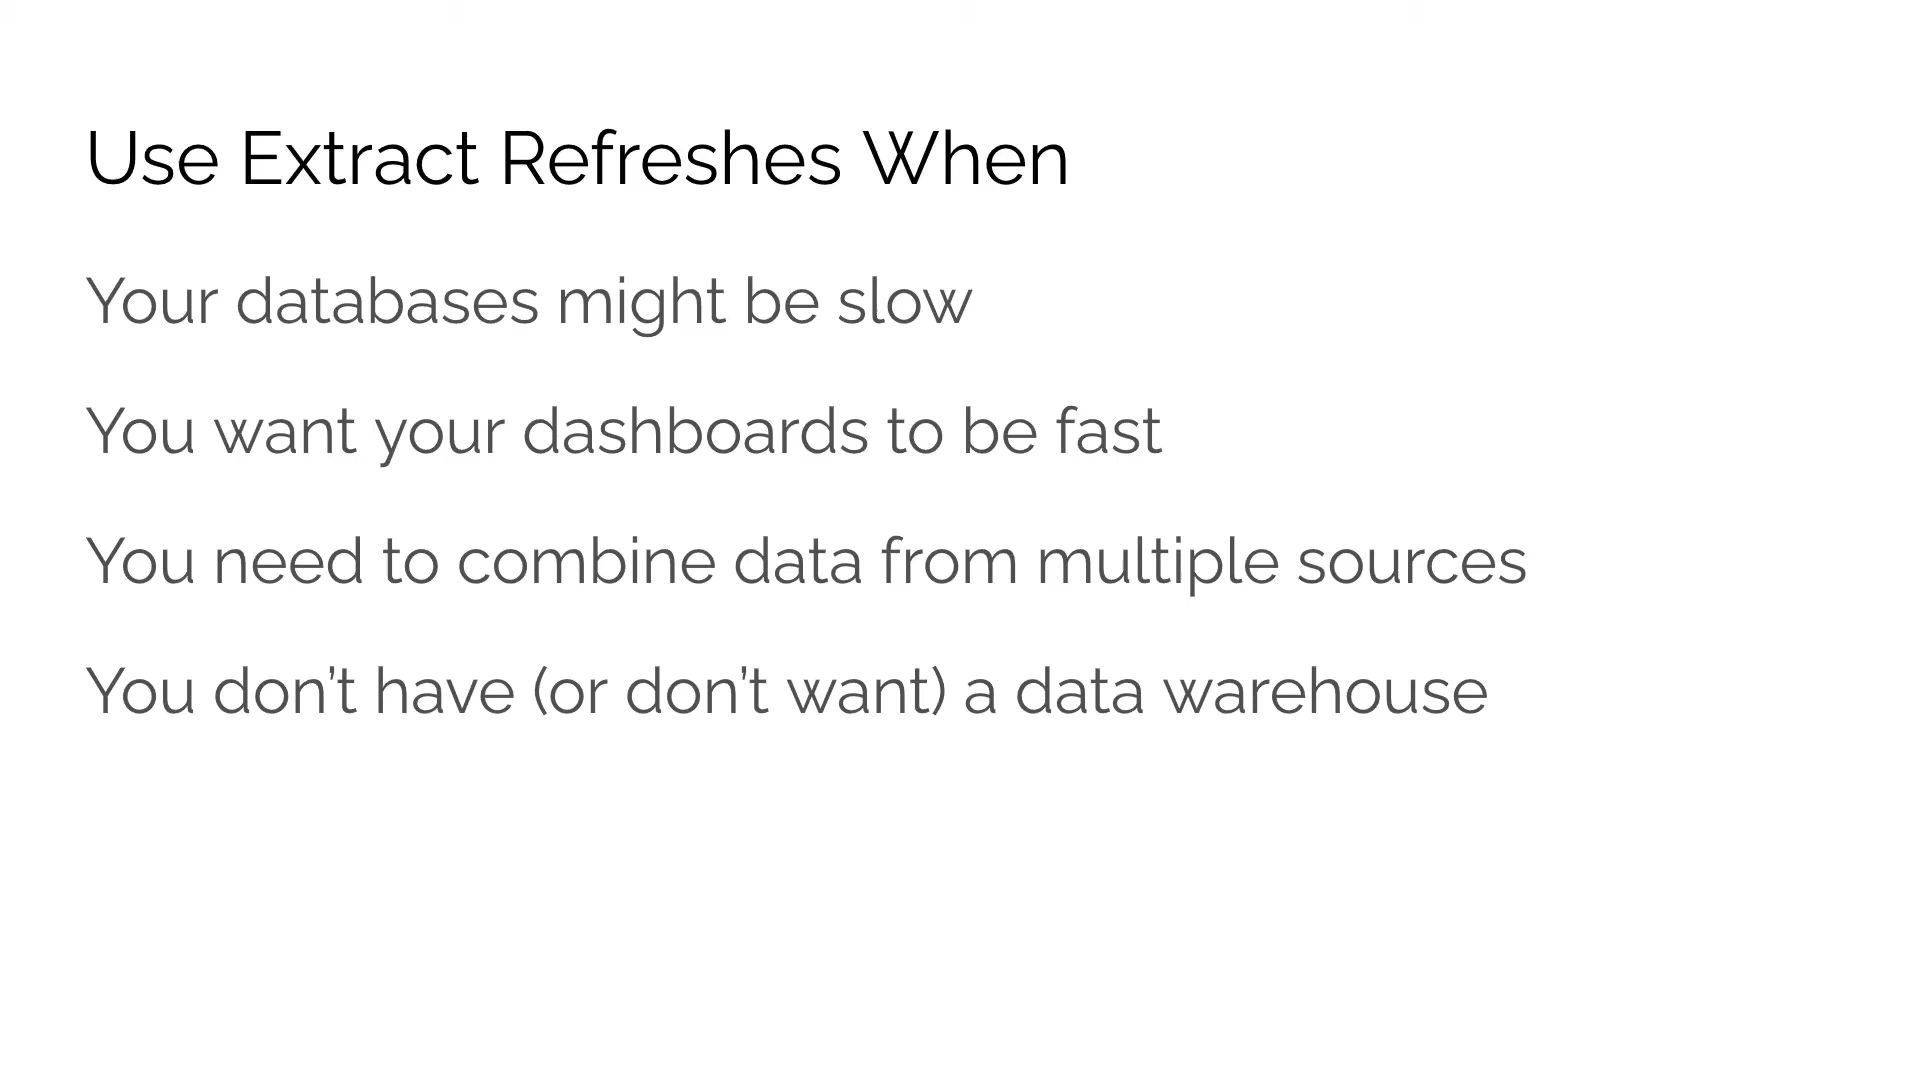 Use Extract Refreshes When
Your databases might be slow
You want your dashboards to be fast
You need to combine data from multiple sources
You don’t have (or don’t want) a data warehouse